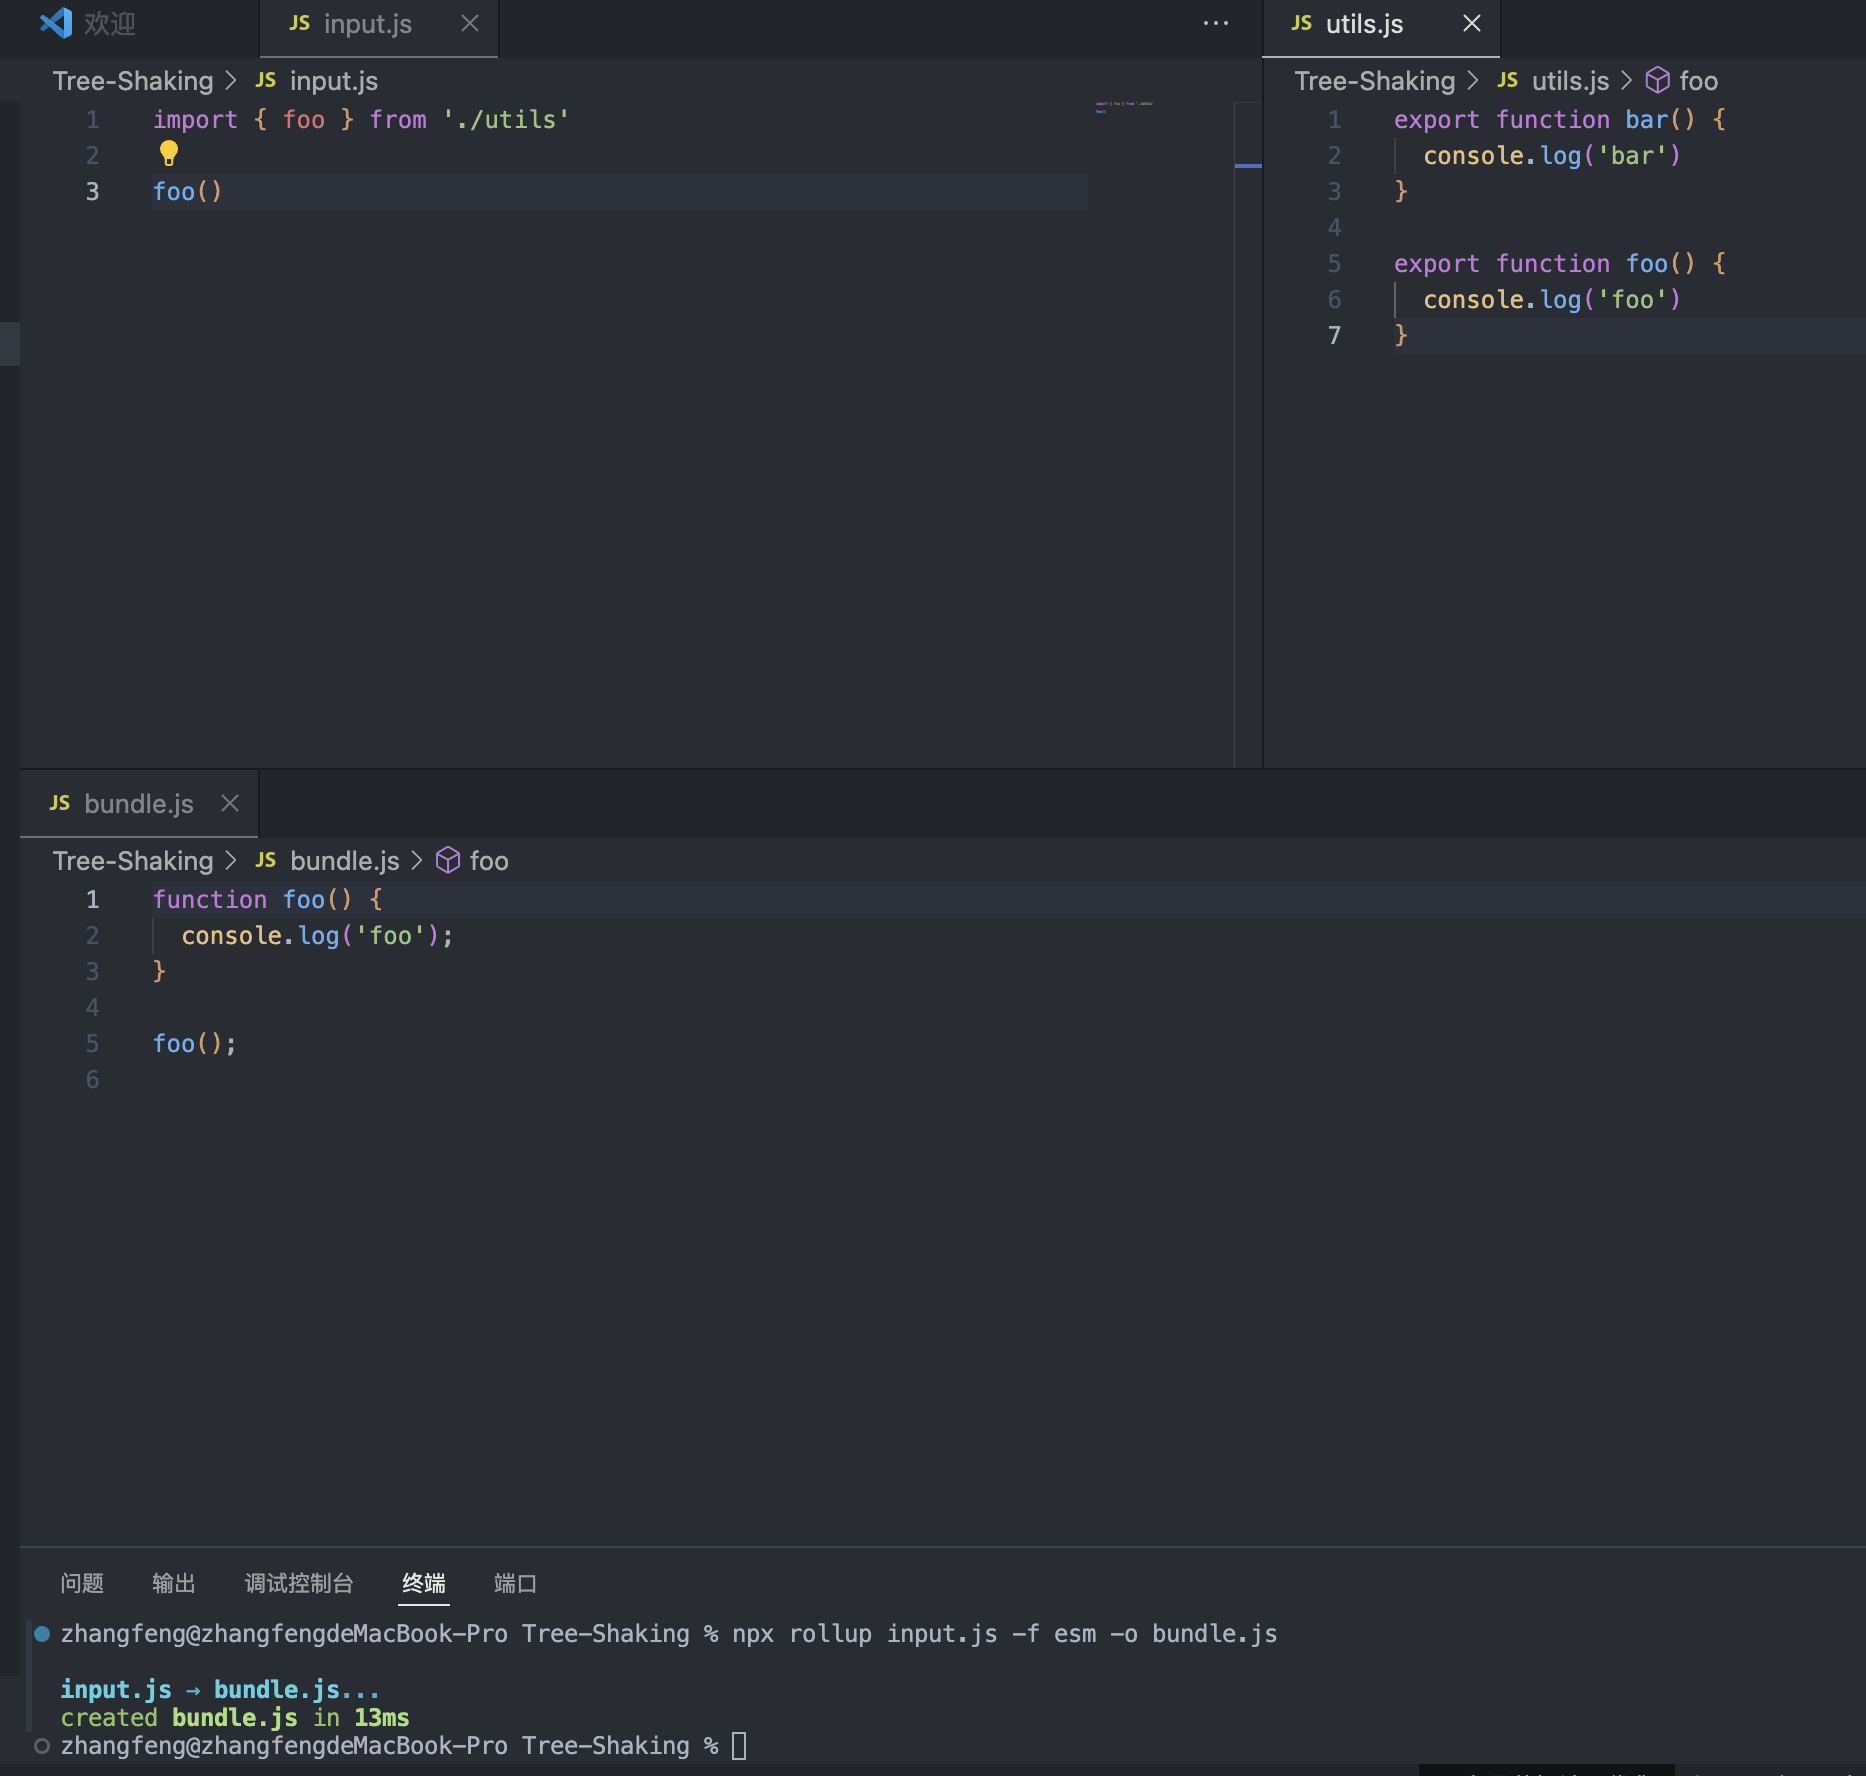 欢迎
JS input.js
Tree-Shaking > JS input.js
1 import { foo } from './utils'
2
3 foo()
JS utils.js
Tree-Shaking > JS utils.js > foo
1 export function bar() {
2 console.log('bar')
3 }
4
5 export function foo() {
6 console.log('foo')
7 }
JS bundle.js
Tree-Shaking > JS bundle.js > foo
1 function foo() {
2 console.log('foo');
3 }
4
5 foo();
6
问题 输出 调试控制台 终端 端口
zhangfeng@zhangfengdeMacBook-Pro Tree-Shaking % npx rollup input.js -f esm -o bundle.js
input.js → bundle.js...
created bundle.js in 13ms
zhangfeng@zhangfengdeMacBook-Pro Tree-Shaking %